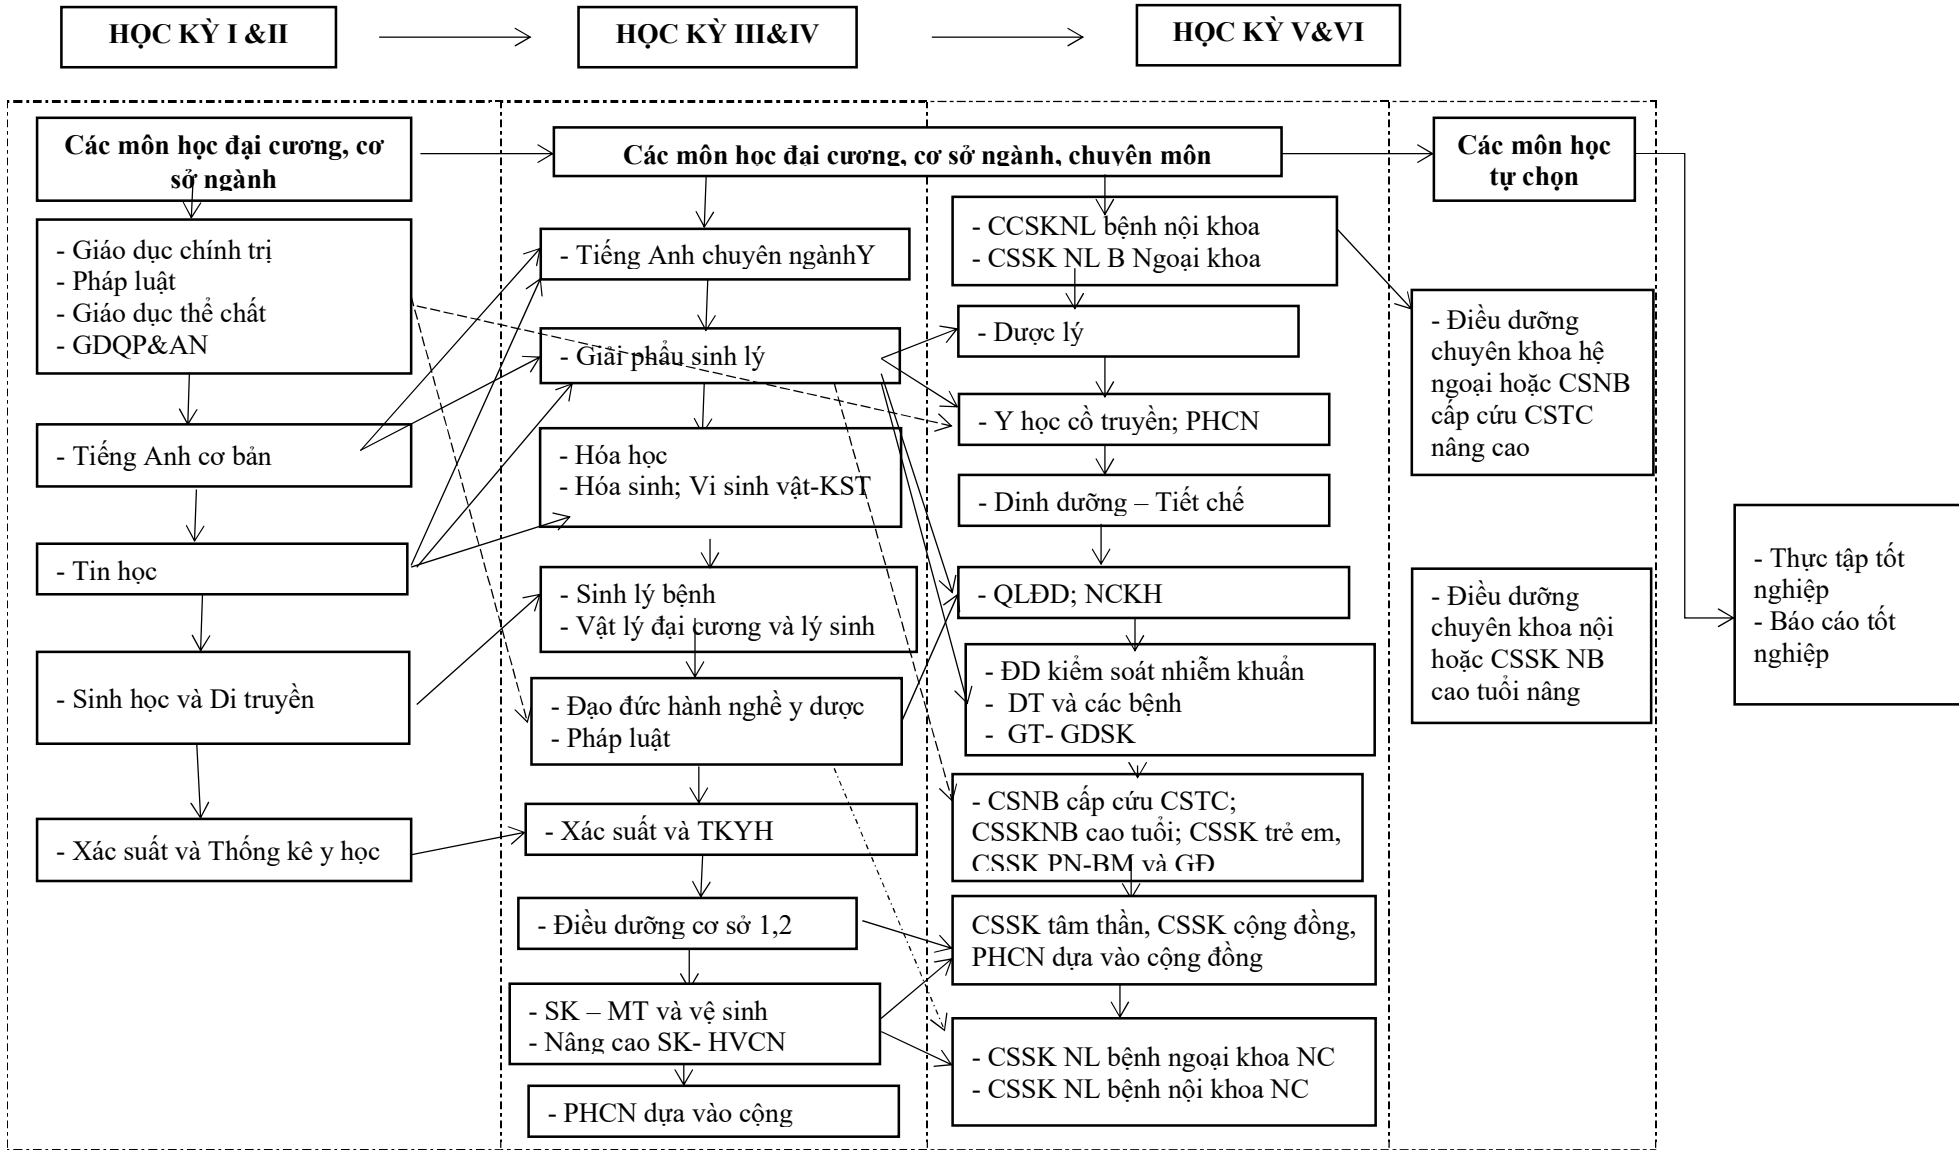 HỌC KỲ I &II
HỌC KỲ III&IV
HỌC KỲ V&VI
Các môn học đại cương, cơ
sở ngành
- Giáo dục chính trị
- Pháp luật
- Giáo dục thể chất
- GDQP&AN
- Tiếng Anh cơ bản
- Tin học
- Sinh học và Di truyền
- Xác suất và Thống kê y học
Các môn học đại cương, cơ sở ngành, chuyên môn
- Tiếng Anh chuyên ngànhY
- Giải phẩu sinh lý
- Hóa học
- Hóa sinh; Vi sinh vật-KST
- Sinh lý bệnh
- Vật lý đại cương và lý sinh
- Đạo đức hành nghề y dược
- Pháp luật
- Xác suất và TKYH
- Điều dưỡng cơ sở 1,2
- SK – MT và vệ sinh
- Nâng cao SK- HVCN
- PHCN dựa vào cộng
- CCSKNL bệnh nội khoa
- CSSK NL B Ngoại khoa
- Dược lý
- Y học cổ truyền; PHCN
- Dinh dưỡng – Tiết chế
- QLĐD; NCKH
- ĐD kiểm soát nhiễm khuẩn
- DT và các bệnh
- GT- GDSK
- CSNB cấp cứu CSTC;
CSSKNB cao tuổi; CSSK trẻ em,
CSSK PN-BM và GĐ
CSSK tâm thần, CSSK cộng đồng,
PHCN dựa vào cộng đồng
- CSSK NL bệnh ngoại khoa NC
- CSSK NL bệnh nội khoa NC
Các môn học
tự chọn
- Điều dưỡng
chuyên khoa hệ
ngoại hoặc CSNB
cấp cứu CSTC
nâng cao
- Điều dưỡng
chuyên khoa nội
hoặc CSSK NB
cao tuổi nâng
- Thực tập tốt
nghiệp
- Báo cáo tốt
nghiệp